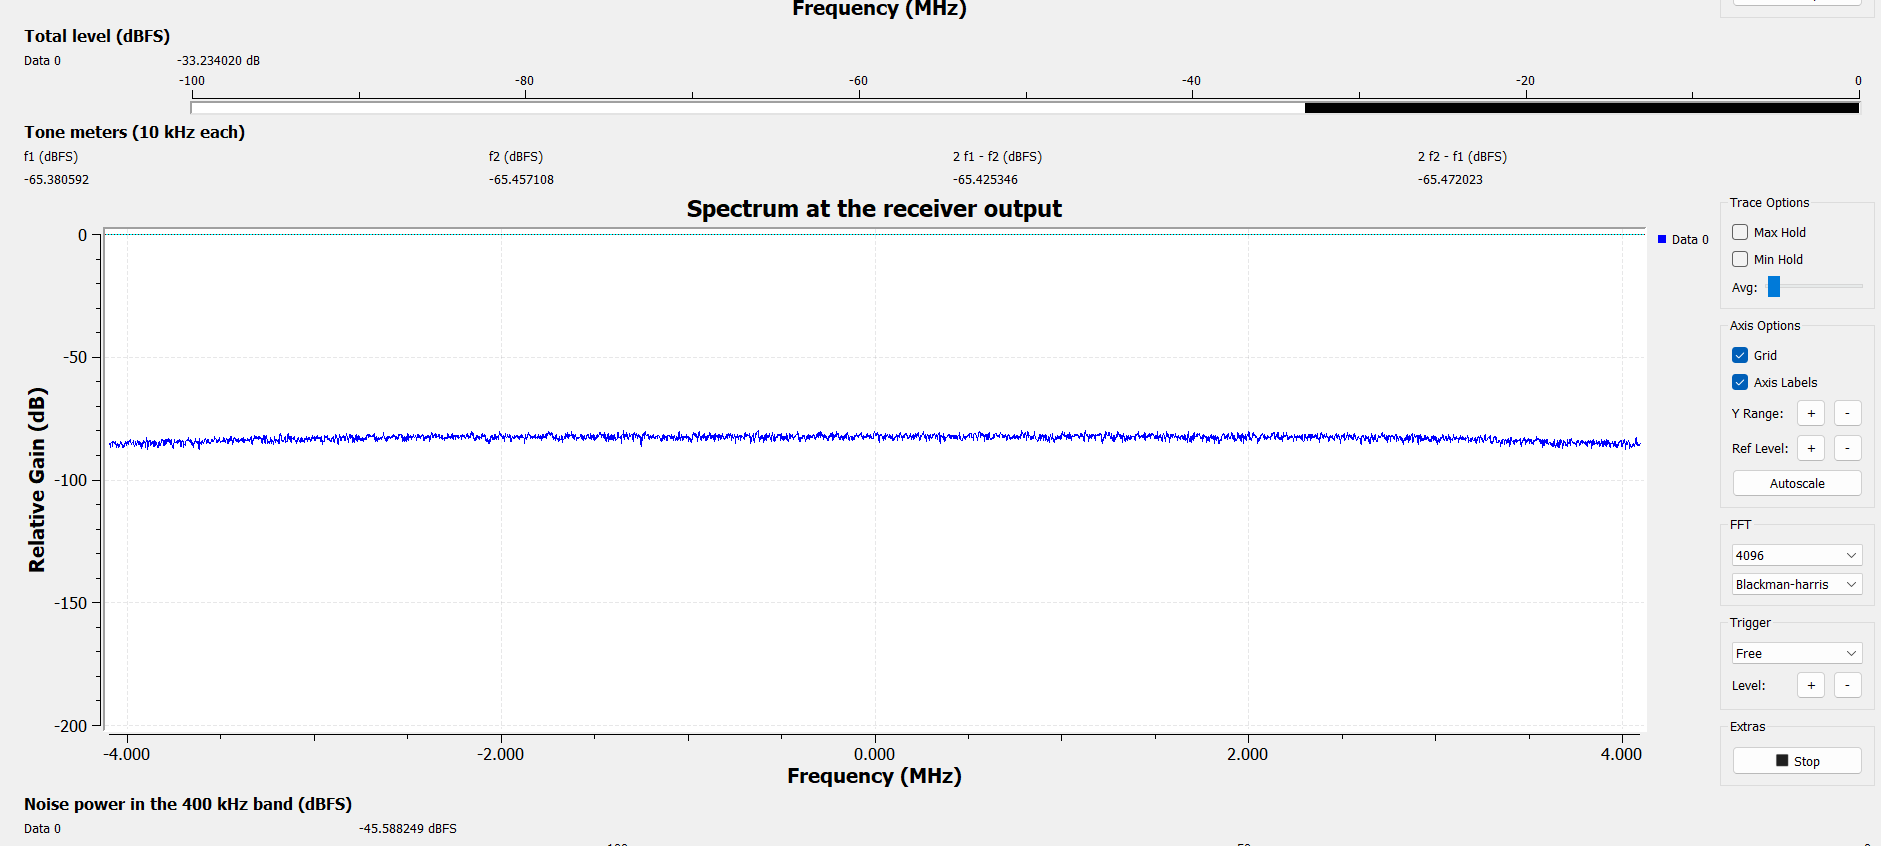 Frequency (MHz)
Total level (dBFS)
Data 0 -33.234020 dB
-100 -80 -60 -40 -20 0
Tone meters (10 kHz each)
f1 (dBFS) f2 (dBFS) 2 f1 - f2 (dBFS) 2 f2 - f1 (dBFS)
-65.380592 -65.457108 -65.425346 -65.472023
Spectrum at the receiver output
Relative Gain (dB)
0
-50
-100
-150
-200
-4.000 -2.000 0.000 2.000 4.000
Frequency (MHz)
Data 0
Trace Options
Max Hold
Min Hold
Avg:
Axis Options
Grid
Axis Labels
Y Range: + -
Ref Level: + -
Autoscale
FFT
4096
Blackman-harris
Trigger
Free
Level: + -
Extras
Stop
Noise power in the 400 kHz band (dBFS)
Data 0 -45.588249 dBFS